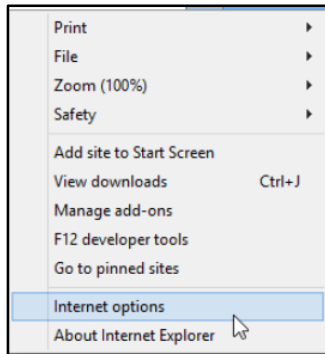 Print
File
Zoom (100%)
Safety
Add site to Start Screen
View downloads Ctrl+J
Manage add-ons
F12 developer tools
Go to pinned sites
Internet options
About Internet Explorer